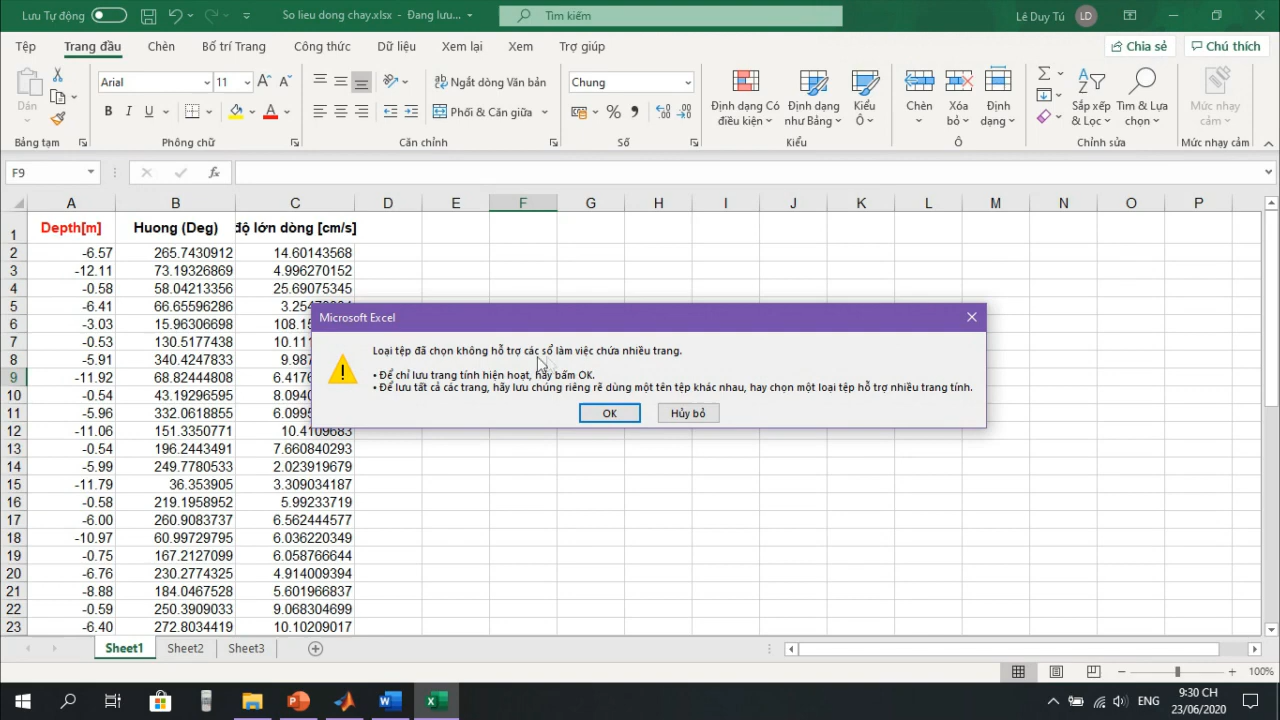 Lưu Tự động
So lieu dong chay.xlsx - Đang lưu...
Tìm kiếm
Lê Duy Tú
LD
Tệp
Trang đầu
Chèn
Bố trí Trang
Công thức
Dữ liệu
Xem lại
Xem
Trợ giúp
Chia sẻ
Chú thích
Dán
Arial
11
B I U
Ngắt dòng Văn bản
Phối & Căn giữa
Chung
Định dạng Có điều kiện
Định dạng như Bảng
Kiểu Ô
Chèn
Xóa bỏ
Định dạng
Sắp xếp & Lọc
Tìm & Lựa chọn
Mức nhạy cảm
Bảng tạm
Phông chữ
Căn chỉnh
Số
Kiểu
Ô
Chỉnh sửa
Mức nhạy cảm
F9
fx
A B C D E F G H I J K L M N O P
1 Depth[m] Huong (Deg) độ lớn dòng [cm/s]
2 -6.57 265.7430912 14.60143568
3 -12.11 73.19326869 4.996270152
4 -0.58 58.04213356 25.69075345
5 -6.41 66.65596286
6 -3.03 15.96306698
7 -0.53 130.5177438
8 -5.91 340.4247833
9 -11.92 68.82444808
10 -0.54 43.19295956
11 -5.96 332.0618855
12 -11.06 151.3350771 10.4109683
13 -0.54 196.2443491 7.660840293
14 -5.99 249.7780533 2.023919679
15 -11.79 36.353905 3.309034187
16 -0.58 219.1958952 5.99233719
17 -6.00 260.9083737 6.562444577
18 -10.97 60.99729795 6.036220349
19 -0.75 167.2127099 6.058766644
20 -6.76 230.2774325 4.914009394
21 -8.88 184.0467528 5.601966837
22 -0.59 250.3909033 9.068304699
23 -6.40 272.8034419 10.10209017
Microsoft Excel
Loại tệp đã chọn không hỗ trợ các sổ làm việc chứa nhiều trang.
• Để chỉ lưu trang tính hiện hoạt, hãy bấm OK.
• Để lưu tất cả các trang, hãy lưu chúng riêng rẽ dùng một tên tệp khác nhau, hay chọn một loại tệp hỗ trợ nhiều trang tính.
OK
Hủy bỏ
Sheet1
Sheet2
Sheet3
100%
ENG
9:30 CH
23/06/2020